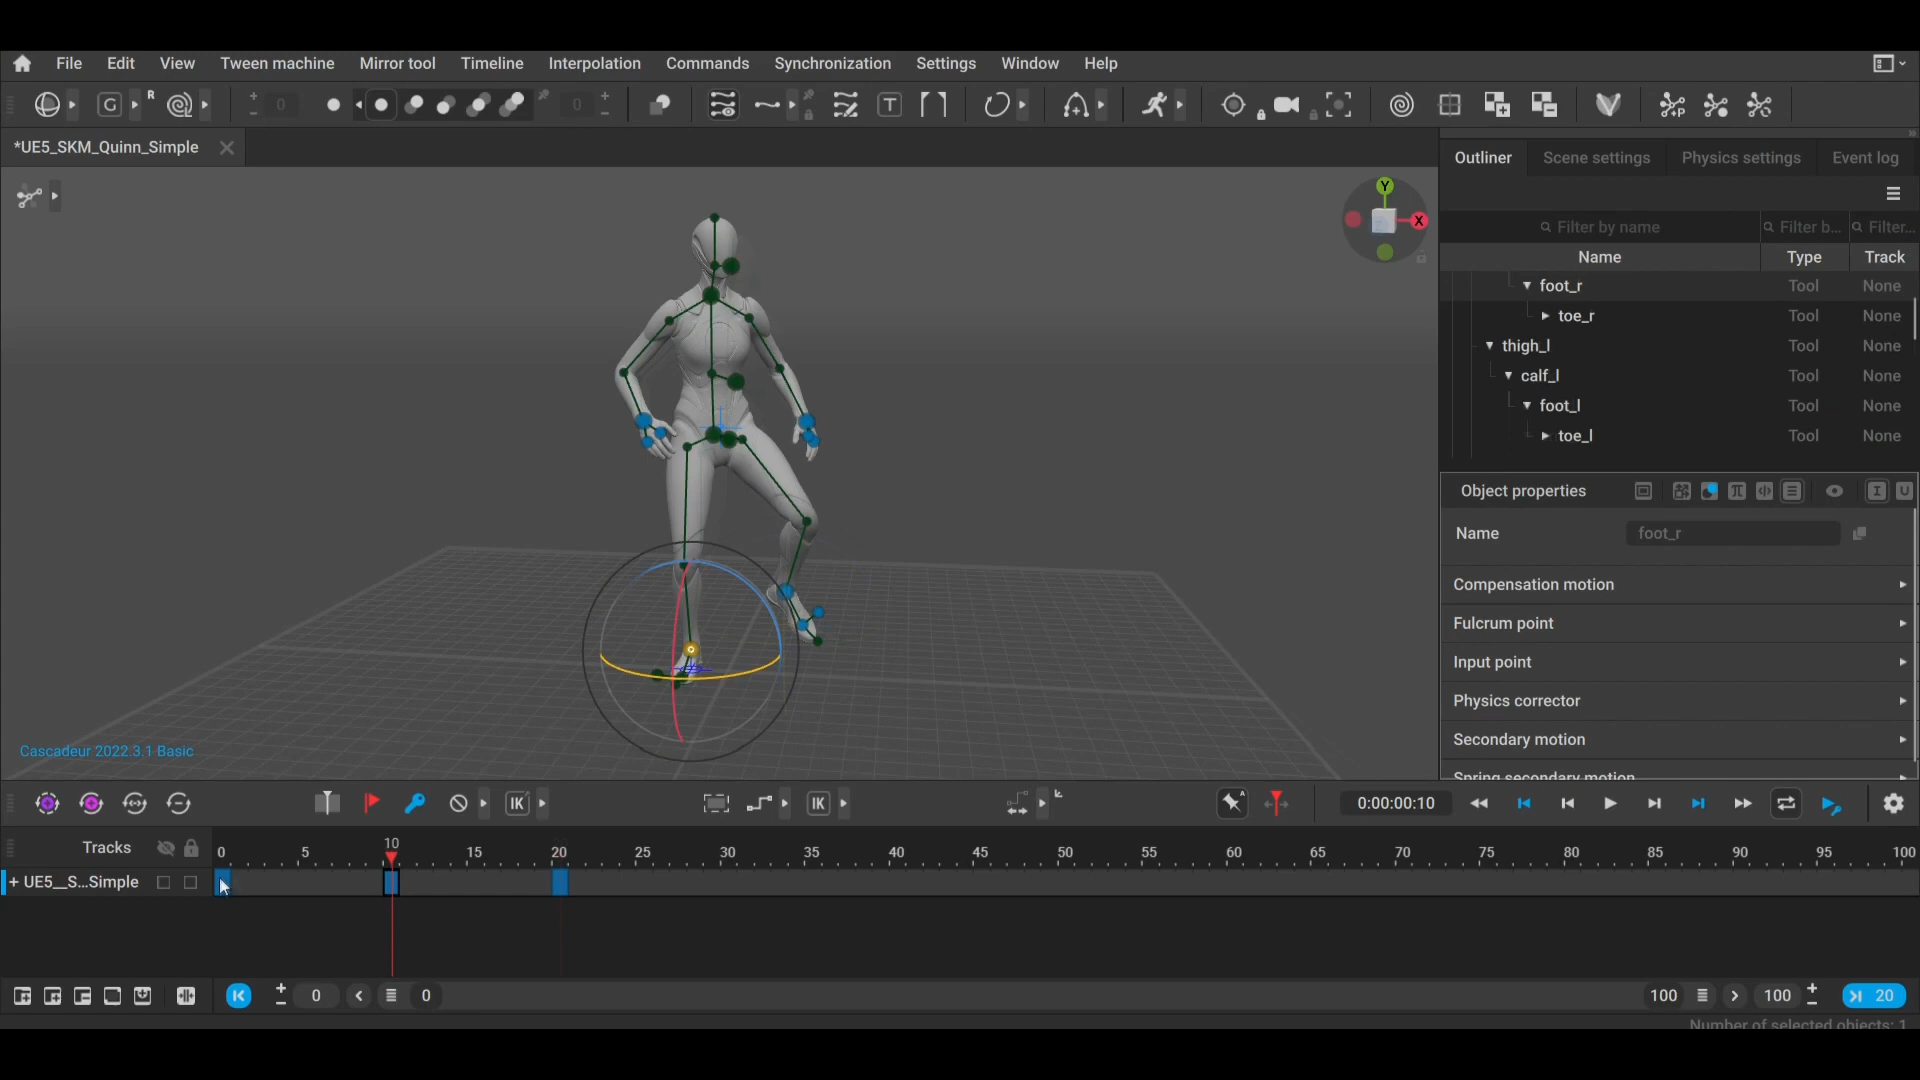 File Edit View Tween machine Mirror tool Timeline Interpolation Commands Synchronization Settings Window Help
G R 0 0 T P
*UE5_SKM_Quinn_Simple
Outliner Scene settings Physics settings Event log
Y
X
Filter by name Filter b... Filter...
Name Type Track
foot_r Tool None
toe_r Tool None
thigh_l Tool None
calf_l Tool None
foot_l Tool None
toe_l Tool None
Object properties I U
Name foot_r
Compensation motion
Fulcrum point
Input point
Physics corrector
Secondary motion
Spring secondary motion
Cascadeur 2022.3.1 Basic
IK IK A 0:00:00:10
Tracks 0 5 10 15 20 25 30 35 40 45 50 55 60 65 70 75 80 85 90 95 100
+ UE5__S...Simple
0 0 100 100 20
Number of selected objects: 1